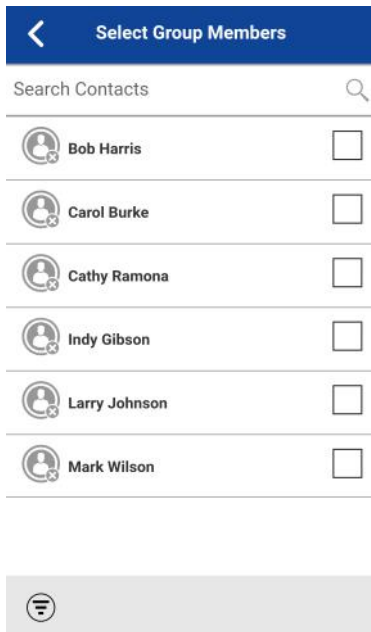 Select Group Members
Search Contacts
Bob Harris
Carol Burke
Cathy Ramona
Indy Gibson
Larry Johnson
Mark Wilson